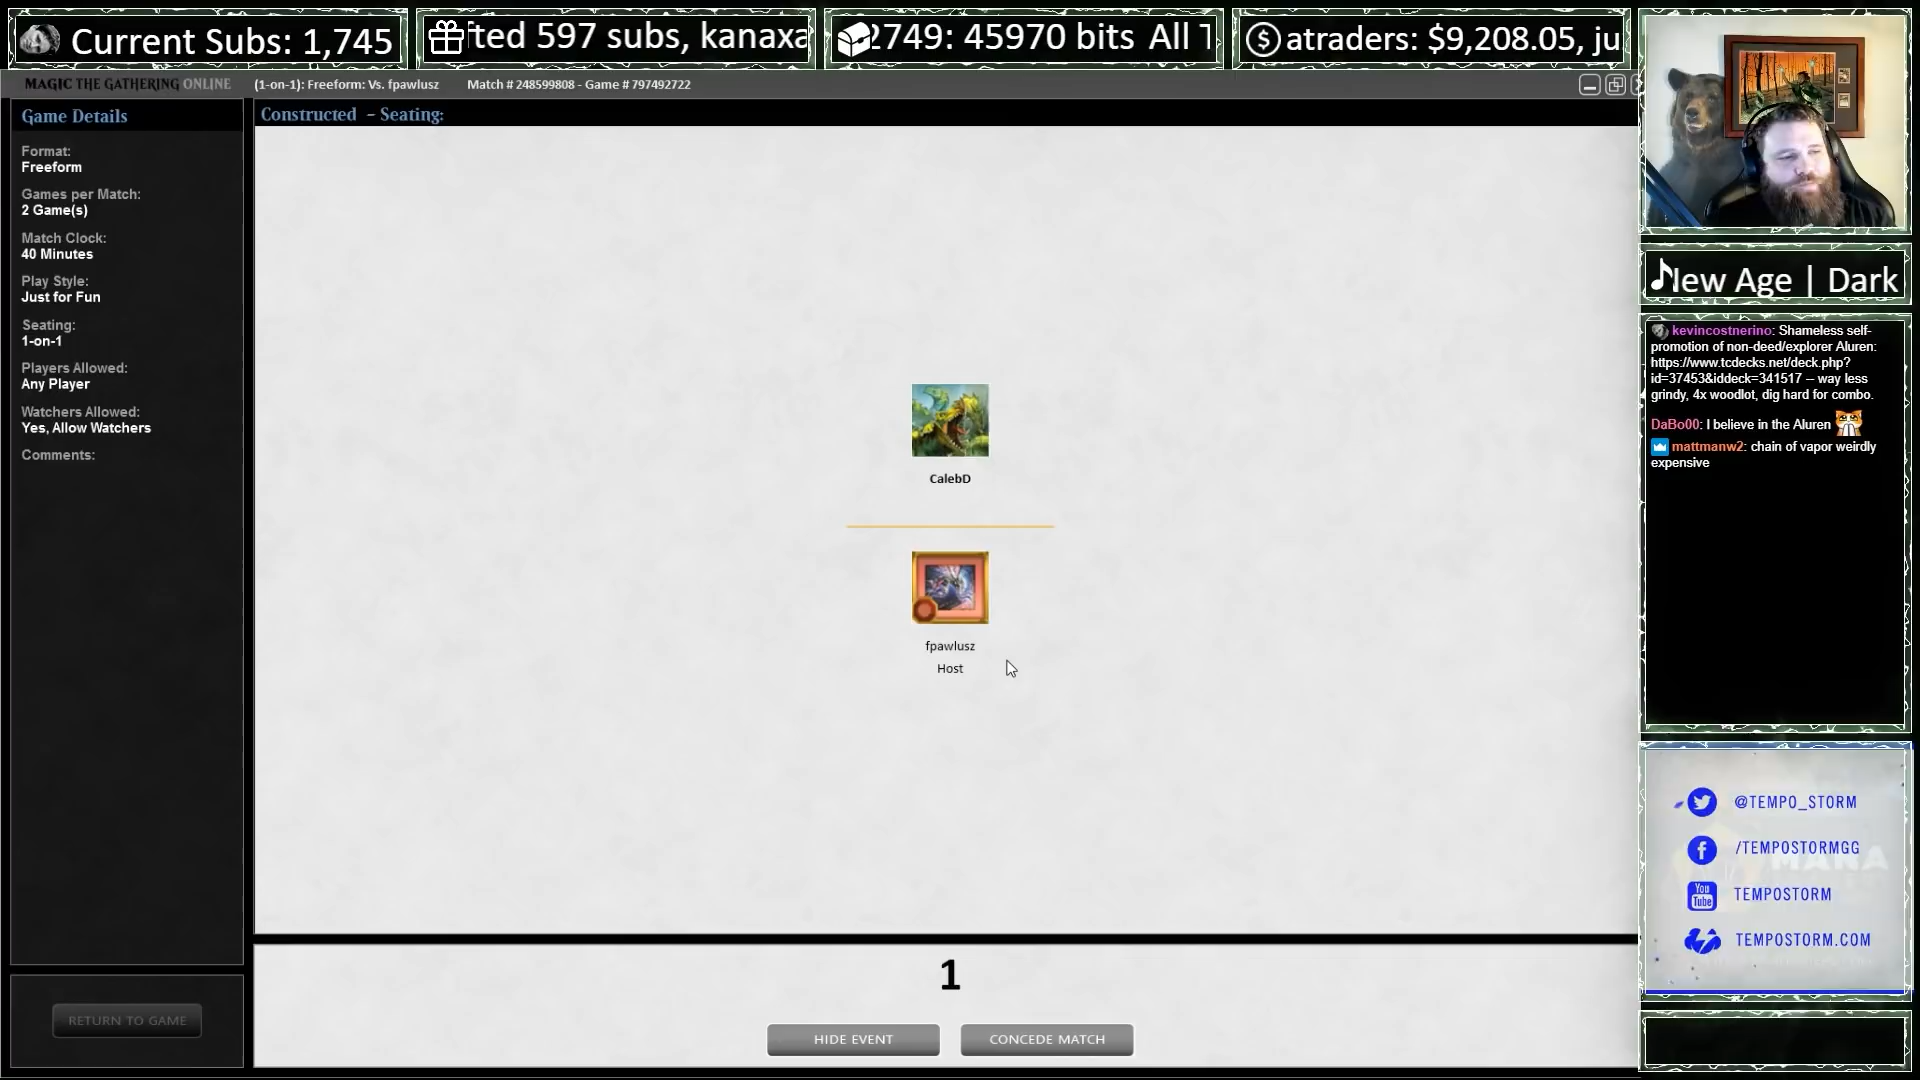 Current Subs: 1,745
fted 597 subs, kanaxa
2749: 45970 bits All T
$ atraders: $9,208.05, ju
MAGIC THE GATHERING ONLINE
(1-on-1): Freeform: Vs. fpawlusz
Match # 248599808 - Game # 797492722
Game Details
Format:
Freeform
Games per Match:
2 Game(s)
Match Clock:
40 Minutes
Play Style:
Just for Fun
Seating:
1-on-1
Players Allowed:
Any Player
Watchers Allowed:
Yes, Allow Watchers
Comments:
RETURN TO GAME
Constructed – Seating:
CalebD
fpawlusz
Host
1
HIDE EVENT
CONCEDE MATCH
New Age | Dark
kevincostnerino: Shameless self-
promotion of non-deed/explorer Aluren:
https://www.tcdecks.net/deck.php?
id=37453&iddeck=341517 -- way less
grindy, 4x woodlot, dig hard for combo.
DaBo00: I believe in the Aluren
mattmanw2: chain of vapor weirdly
expensive
@TEMPO_STORM
/TEMPOSTORMGG
MANA
You
Tube
TEMPOSTORM
TEMPOSTORM.COM